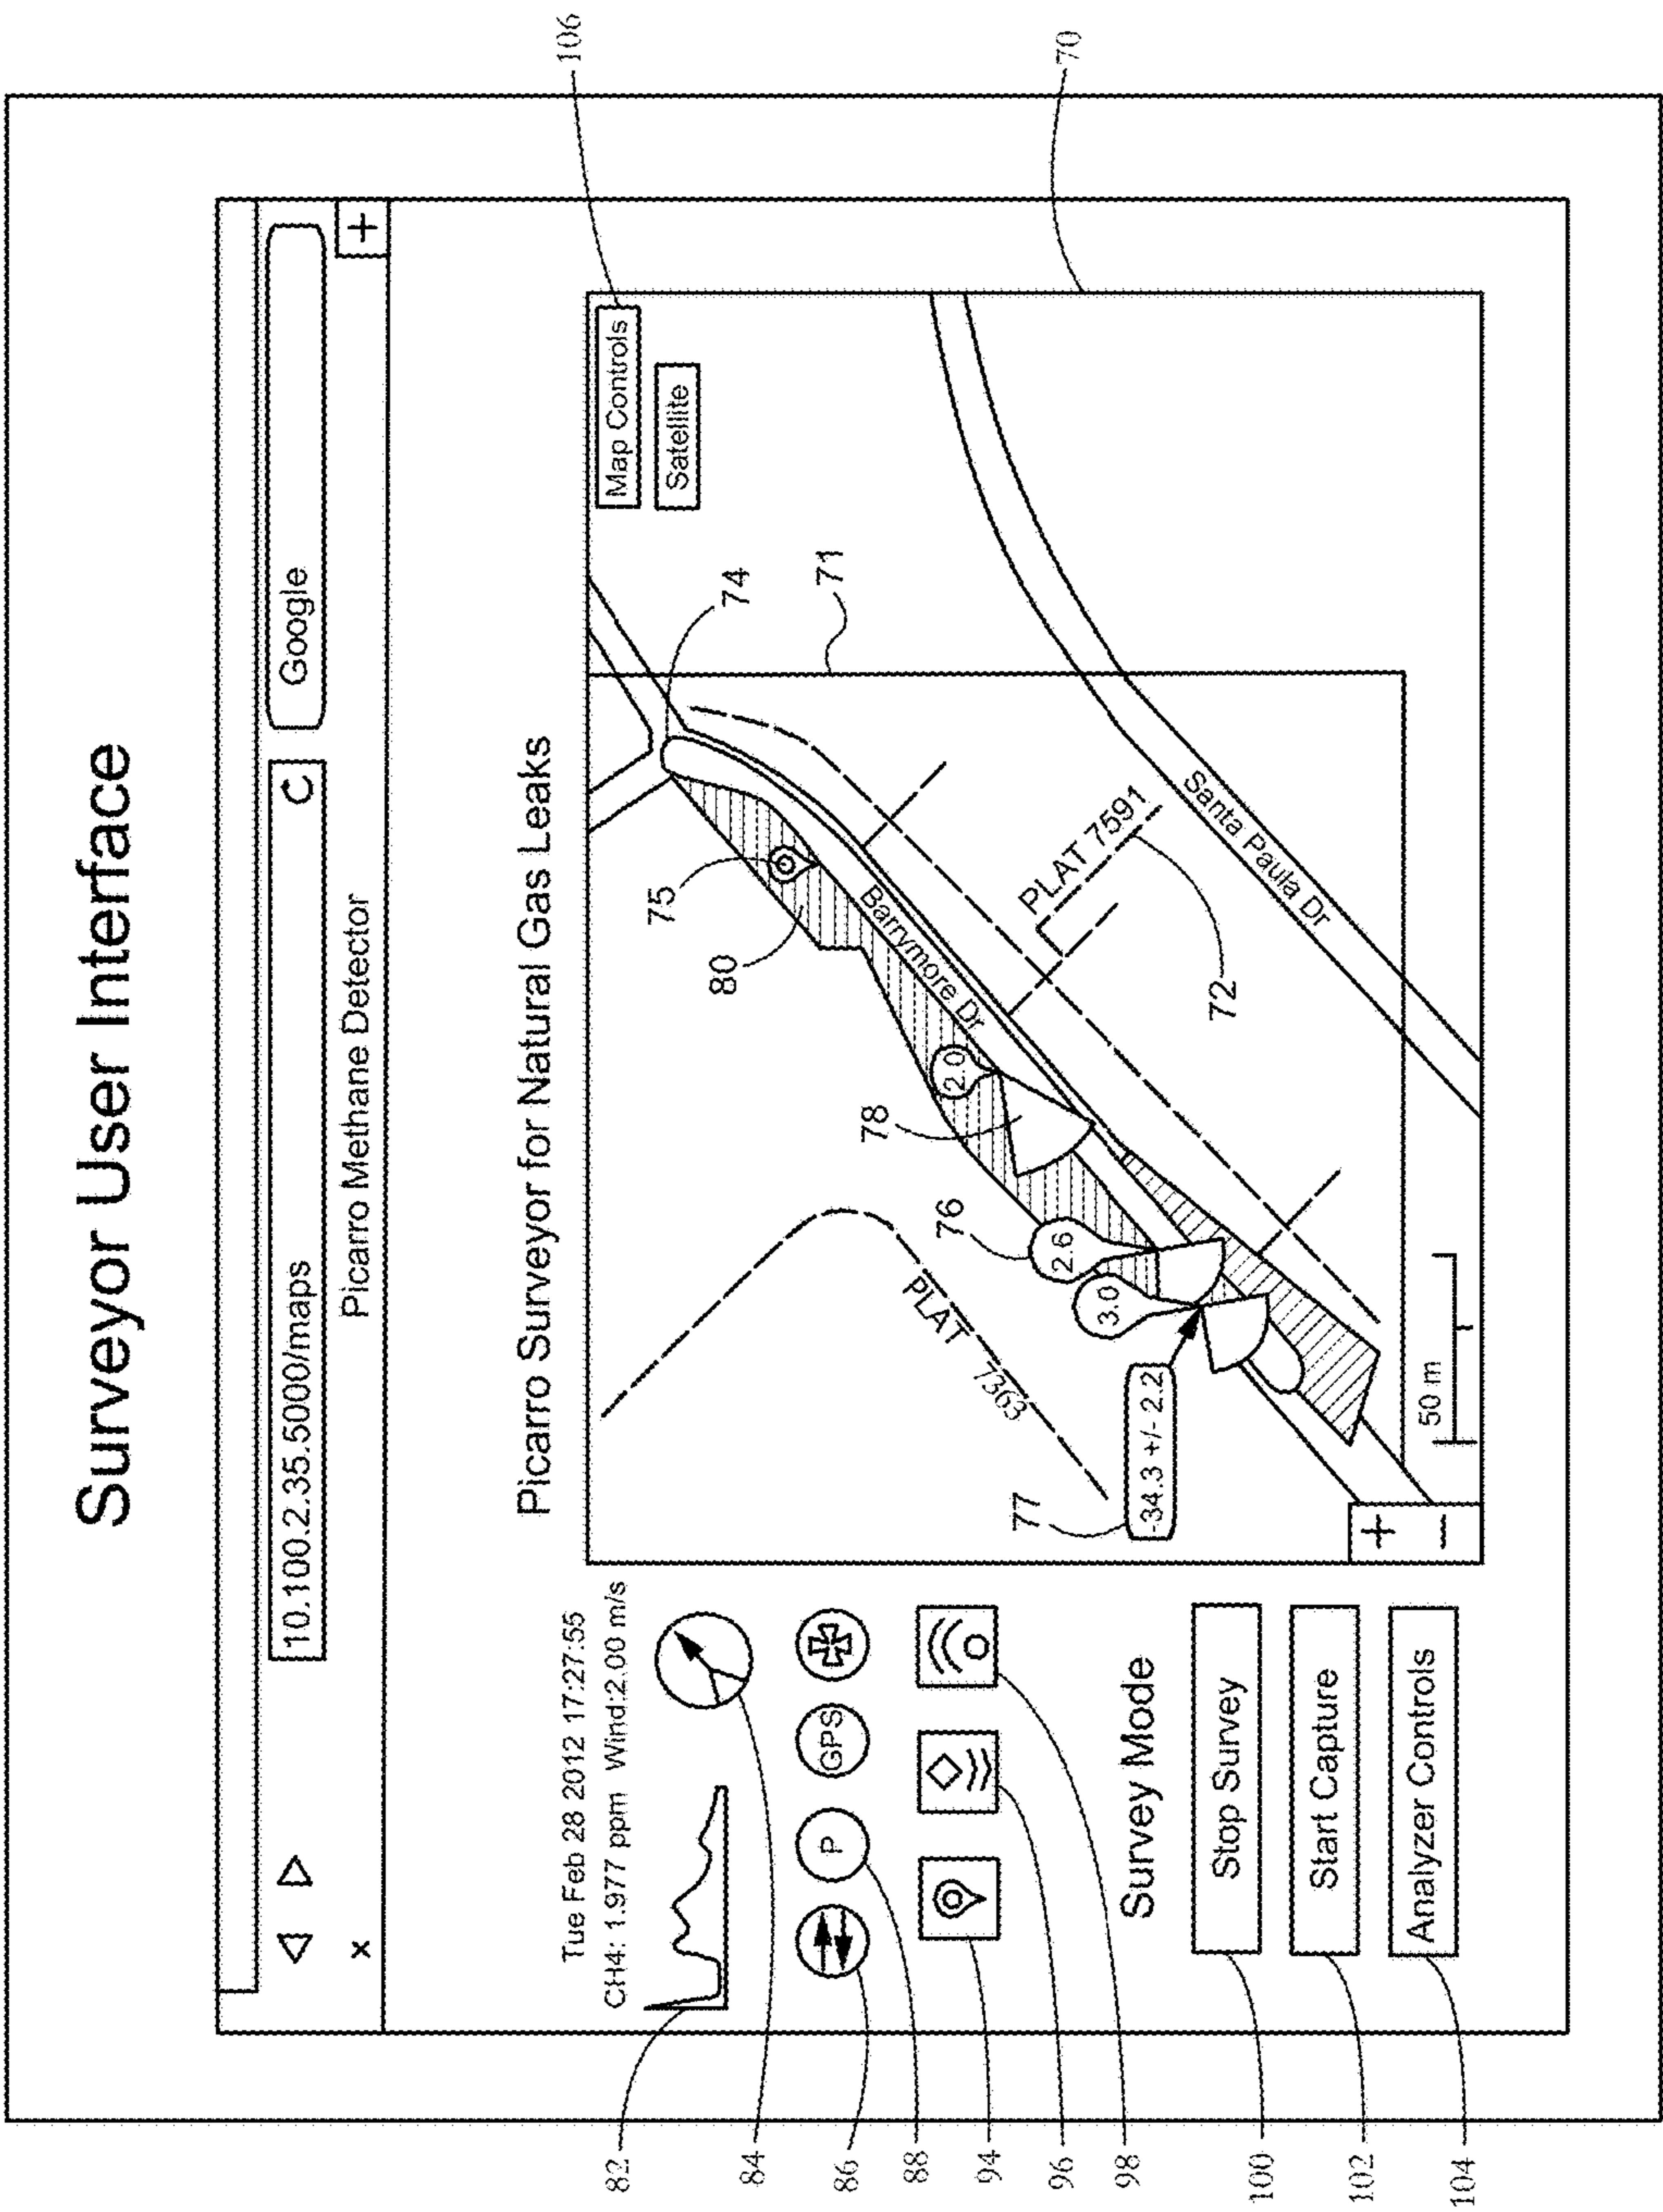 Surveyor User Interface
10.100.2.35.5000/maps
Google
x
Picarro Methane Detector
+
Picarro Surveyor for Natural Gas Leaks
Tue Feb 28 2012 17:27:55
CH4: 1.977 ppm Wind:2.00 m/s
P
GPS
Survey Mode
Stop Survey
Start Capture
Analyzer Controls
Map Controls
Satellite
Barrymore Dr
Santa Paula Dr
PLAT 7591
PLAT 7363
2.0
2.6
3.0
-34.3 +/- 2.2
50 m
+
−
70
71
72
74
75
76
77
78
80
82
84
86
88
94
96
98
100
102
104
106